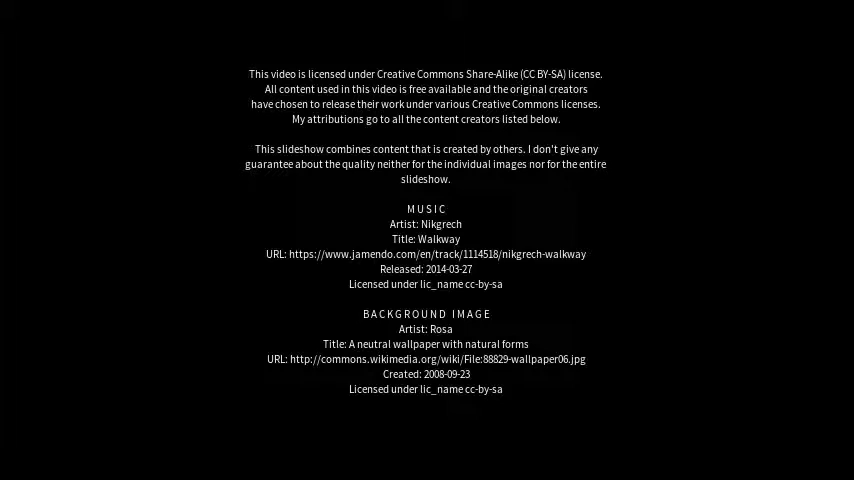 This video is licensed under Creative Commons Share-Alike (CC BY-SA) license.
All content used in this video is free available and the original creators
have chosen to release their work under various Creative Commons licenses.
My attributions go to all the content creators listed below.
This slideshow combines content that is created by others. I don't give any
guarantee about the quality neither for the individual images nor for the entire
slideshow.
MUSIC
Artist: Nikgrech
Title: Walkway
URL: https://www.jamendo.com/en/track/1114518/nikgrech-walkway
Released: 2014-03-27
Licensed under lic_name cc-by-sa
BACKGROUND IMAGE
Artist: Rosa
Title: A neutral wallpaper with natural forms
URL: http://commons.wikimedia.org/wiki/File:88829-wallpaper06.jpg
Created: 2008-09-23
Licensed under lic_name cc-by-sa